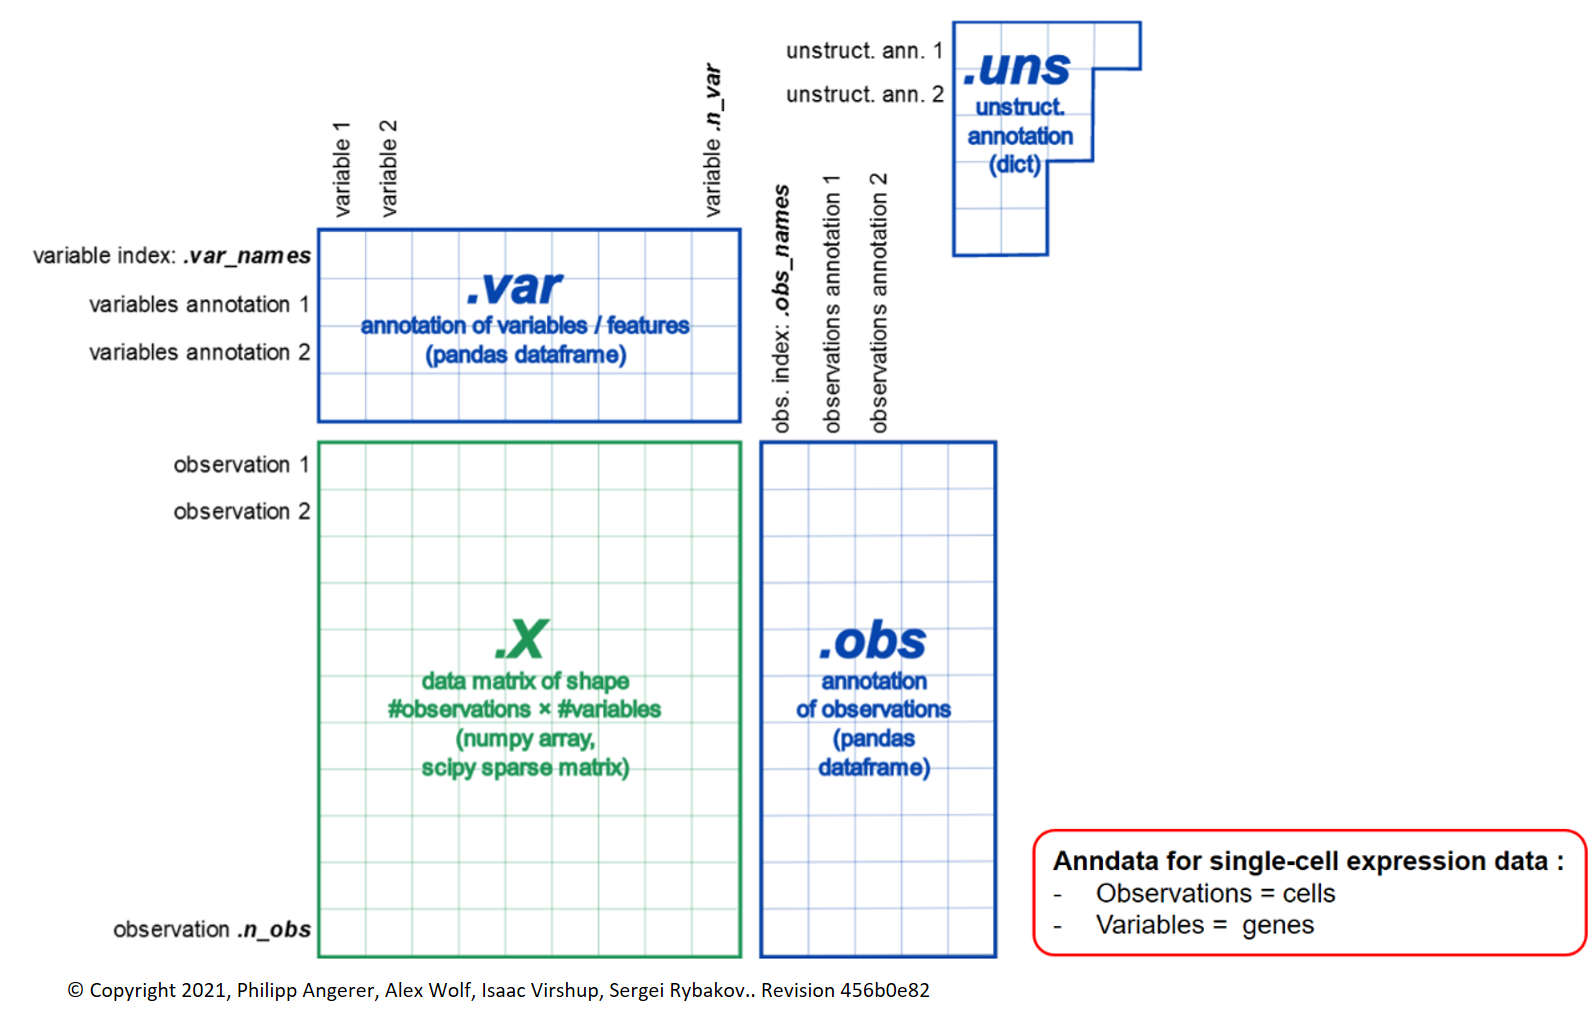 unstruct. ann. 1
unstruct. ann. 2
.uns
unstruct.
annotation
(dict)
variable 1
variable 2
variable .n_var
obs. index: .obs_names
observations annotation 1
observations annotation 2
variable index: .var_names
variables annotation 1
variables annotation 2
.var
annotation of variables / features
(pandas dataframe)
observation 1
observation 2
observation .n_obs
.X
data matrix of shape
#observations × #variables
(numpy array,
scipy sparse matrix)
.obs
annotation
of observations
(pandas
dataframe)
Anndata for single-cell expression data :
- Observations = cells
- Variables = genes
© Copyright 2021, Philipp Angerer, Alex Wolf, Isaac Virshup, Sergei Rybakov.. Revision 456b0e82